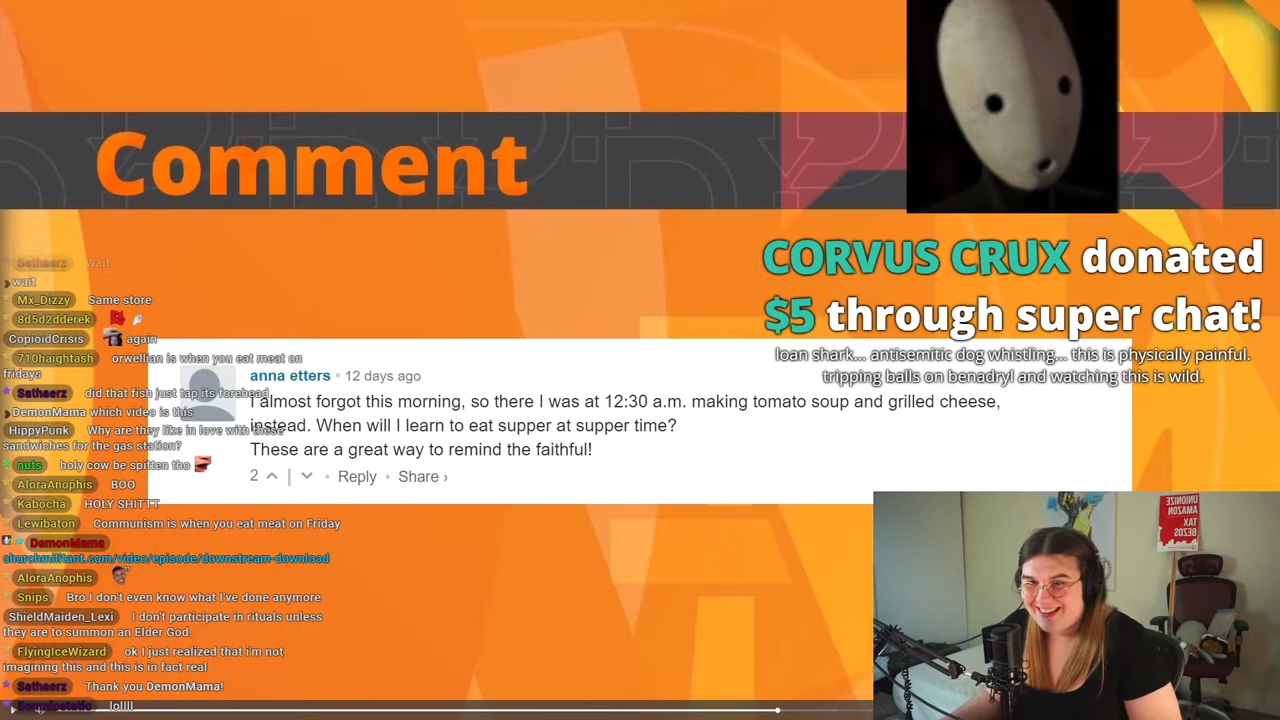 Comment
CORVUS CRUX donated
$5 through super chat!
loan shark... antisemitic dog whistling... this is physically painful.
tripping balls on benadryl and watching this is wild.
anna etters • 12 days ago
I almost forgot this morning, so there I was at 12:30 a.m. making tomato soup and grilled cheese,
instead. When will I learn to eat supper at supper time?
These are a great way to remind the faithful!
2 | • Reply • Share ›
Sathaerz Wait
wait
Mx_Dizzy Same store
8d5d2dderek
CopioidCrisis again
710haightash orwellian is when you eat meat on
fridays
Sathaerz did that fish just tap its forehead
DemonMama which video is this
HippyPunk Why are they like in love with these
sandwiches for the gas station?
nuts holy cow be spitten tho
AloraAnophis BOO
Kabocha HOLY SHITTT
Lewibaton Communism is when you eat meat on Friday
DemonMama
churchmilitant.com/video/episode/downstream-download
AloraAnophis
Snips Bro I don't even know what I've done anymore
ShieldMaiden_Lexi I don't participate in rituals unless
they are to summon an Elder God.
FlyingIceWizard ok I just realized that i'm not
imagining this and this is in fact real
Sathaerz Thank you DemonMama!
lollll
UNIONIZE
AMAZON
TAX
BEZOS